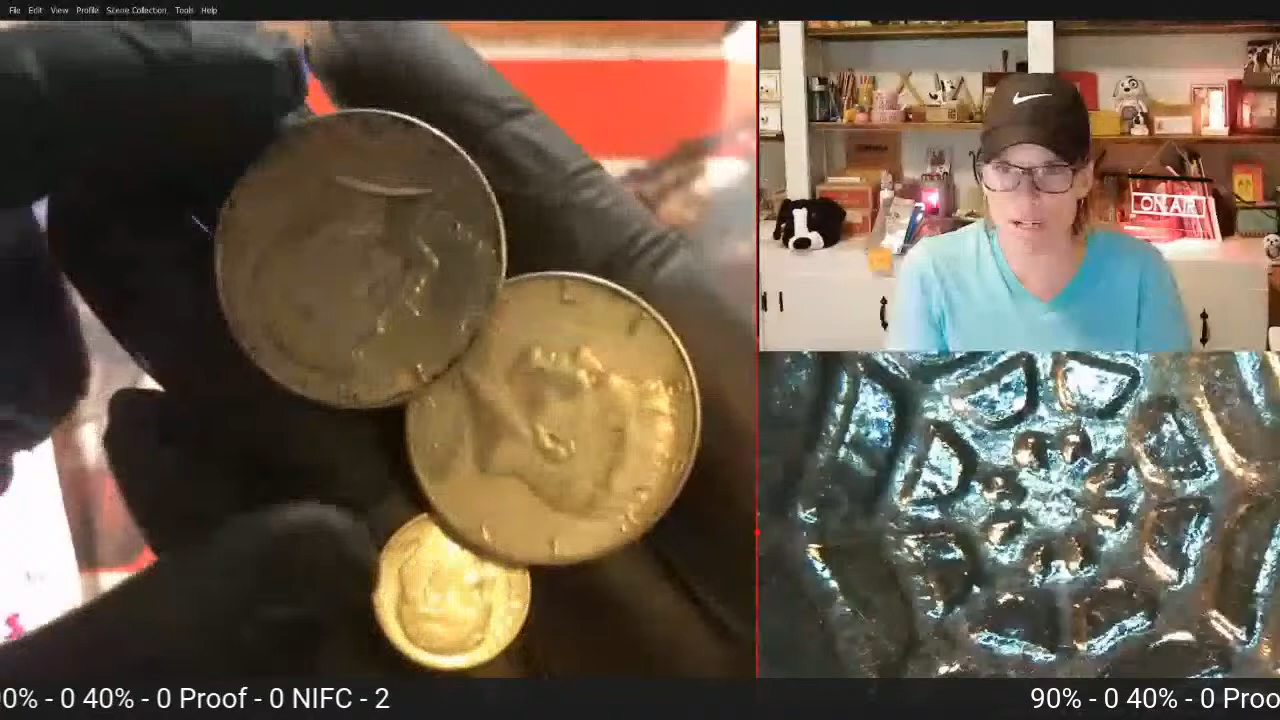 File Edit View Profile Scene Collection Tools Help
ON AIR
0% - 0 40% - 0 Proof - 0 NIFC - 2
90% - 0 40% - 0 Proo